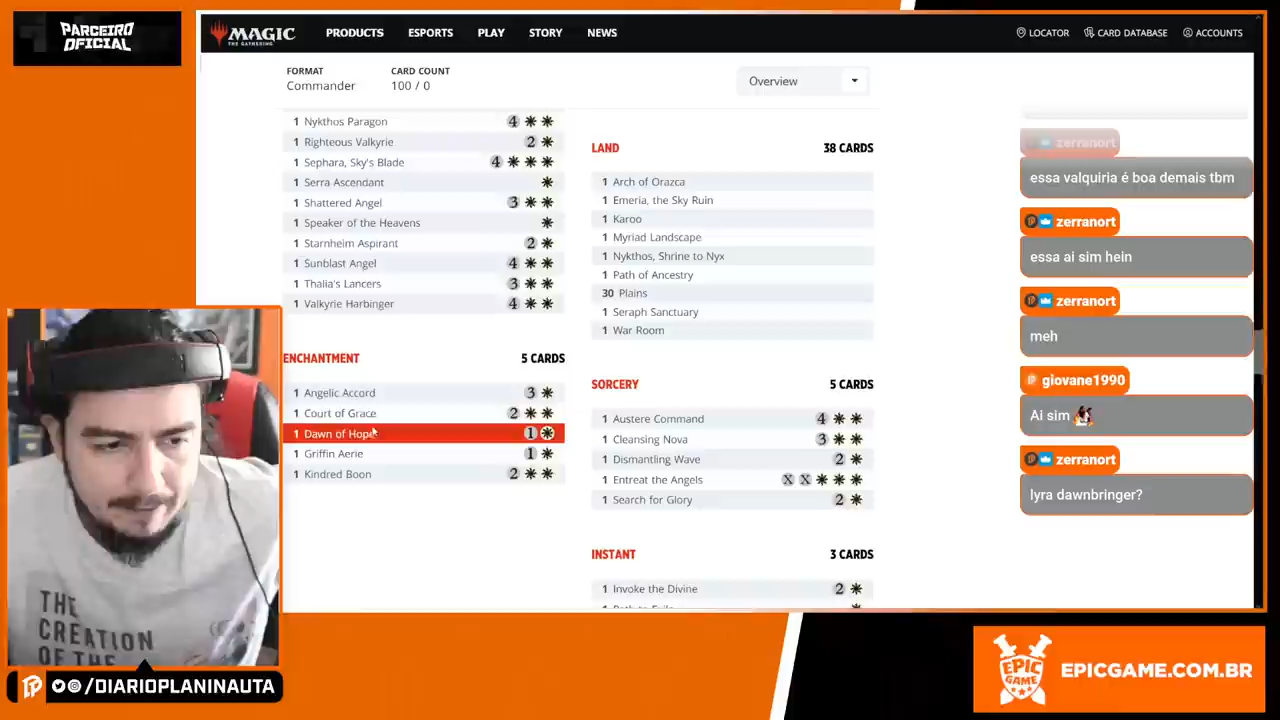 PARCEIRO
OFICIAL
MAGIC
THE GATHERING
PRODUCTS
ESPORTS
PLAY
STORY
NEWS
LOCATOR
CARD DATABASE
ACCOUNTS
FORMAT
Commander
CARD COUNT
100 / 0
Overview
1 Nykthos Paragon 4
1 Righteous Valkyrie 2
1 Sephara, Sky's Blade 4
1 Serra Ascendant
1 Shattered Angel 3
1 Speaker of the Heavens
1 Starnheim Aspirant 2
1 Sunblast Angel 4
1 Thalia's Lancers 3
1 Valkyrie Harbinger 4
ENCHANTMENT 5 CARDS
1 Angelic Accord 3
1 Court of Grace 2
1 Dawn of Hope 1
1 Griffin Aerie 1
1 Kindred Boon 2
LAND 38 CARDS
1 Arch of Orazca
1 Emeria, the Sky Ruin
1 Karoo
1 Myriad Landscape
1 Nykthos, Shrine to Nyx
1 Path of Ancestry
30 Plains
1 Seraph Sanctuary
1 War Room
SORCERY 5 CARDS
1 Austere Command 4
1 Cleansing Nova 3
1 Dismantling Wave 2
1 Entreat the Angels X X
1 Search for Glory 2
INSTANT 3 CARDS
1 Invoke the Divine 2
1 Path to Exile
zerranort
essa valquiria é boa demais tbm
zerranort
essa ai sim hein
zerranort
meh
giovane1990
Ai sim
zerranort
lyra dawnbringer?
THE
CREATION
OF THE
/DIARIOPLANINAUTA
EPIC
GAME
EPICGAME.COM.BR